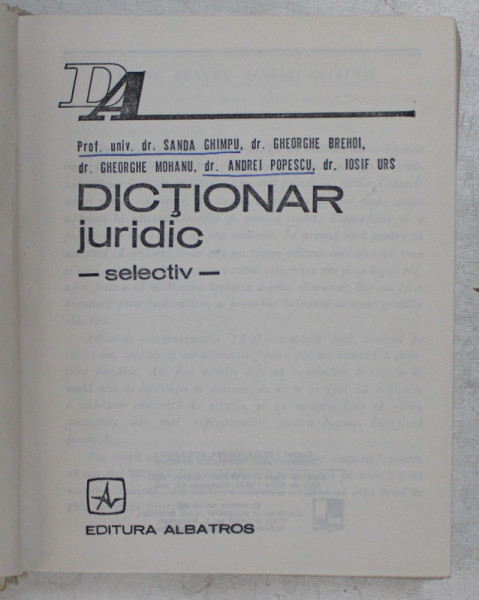 DA
Prof. univ. dr. SANDA GHIMPU, dr. GHEORGHE BREHOI,
dr. GHEORGHE MOHANU, dr. ANDREI POPESCU, dr. IOSIF URS
DICŢIONAR
juridic
— selectiv —
EDITURA ALBATROS